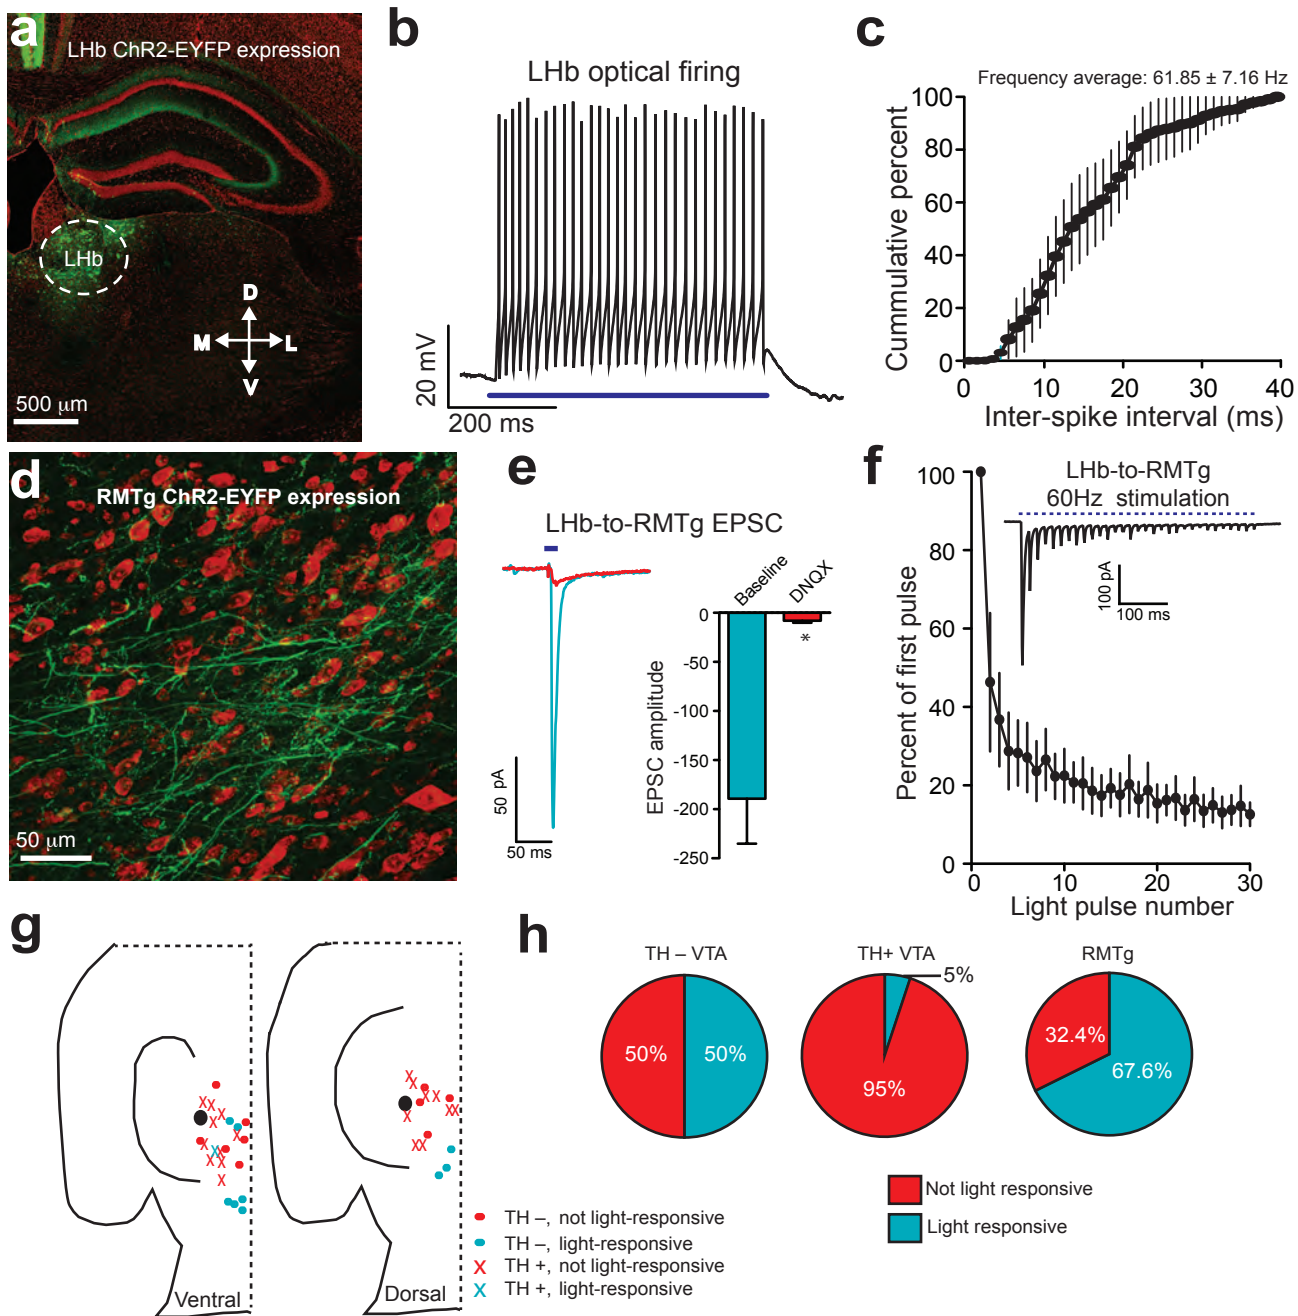 a
LHb ChR2-EYFP expression
LHb
D
M
L
V
500 µm
b
LHb optical firing
20 mV
200 ms
c
Frequency average: 61.85 ± 7.16 Hz
Cummulative percent
100
80
60
40
20
0
0
10
20
30
40
Inter-spike interval (ms)
d
RMTg ChR2-EYFP expression
50 µm
e
LHb-to-RMTg EPSC
50 pA
50 ms
Baseline
DNQX
EPSC amplitude
0
-50
-100
-150
-200
-250
*
f
LHb-to-RMTg
60Hz stimulation
100 pA
100 ms
Percent of first pulse
100
80
60
40
20
0
0
10
20
30
Light pulse number
g
Ventral
Dorsal
TH –, not light-responsive
TH –, light-responsive
X TH +, not light-responsive
X TH +, light-responsive
h
TH – VTA
50%
50%
TH+ VTA
5%
95%
RMTg
32.4%
67.6%
Not light responsive
Light responsive